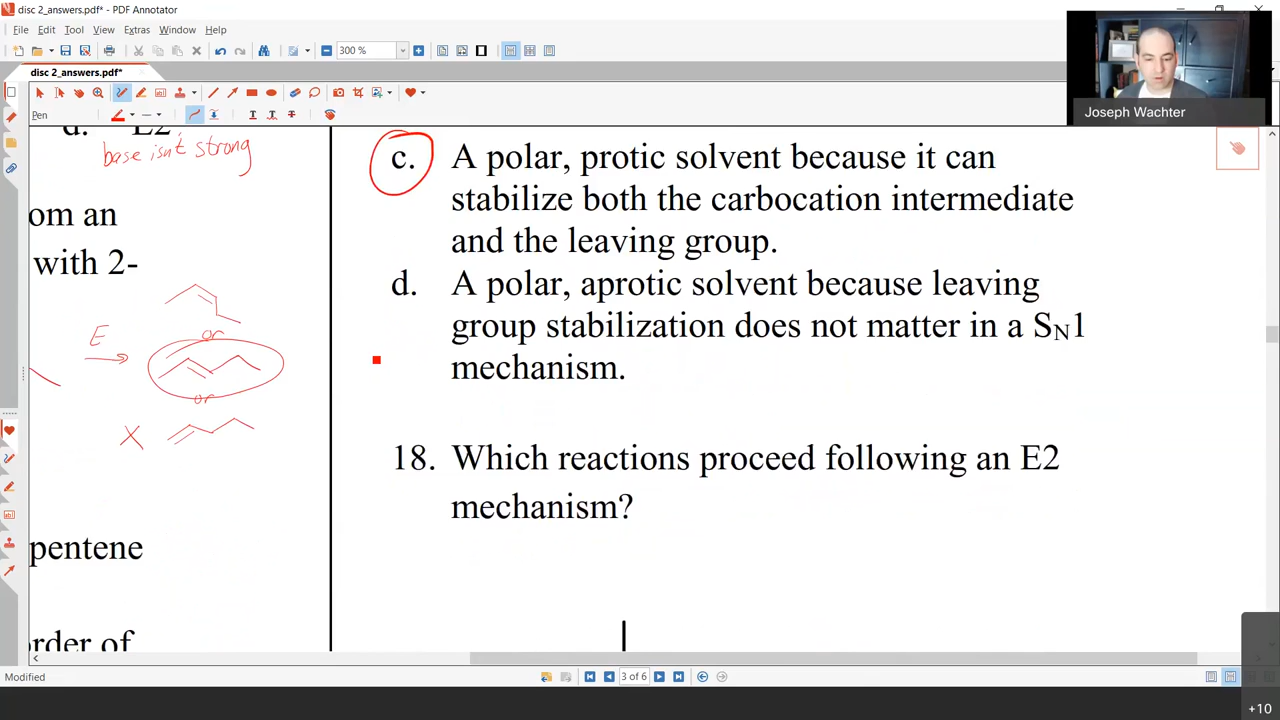 disc 2_answers.pdf* - PDF Annotator
File Edit Tool Extras Window Help
300 %
disc 2_answers.pdf*
Pen
Joseph Wachter
d. E2
base isn't strong
om an
with 2-
E
or
or
X
pentene
order of
c. A polar, protic solvent because it can
stabilize both the carbocation intermediate
and the leaving group.
d. A polar, aprotic solvent because leaving
group stabilization does not matter in a SN1
mechanism.
18. Which reactions proceed following an E2
mechanism?
3 of 6
Modified
+10